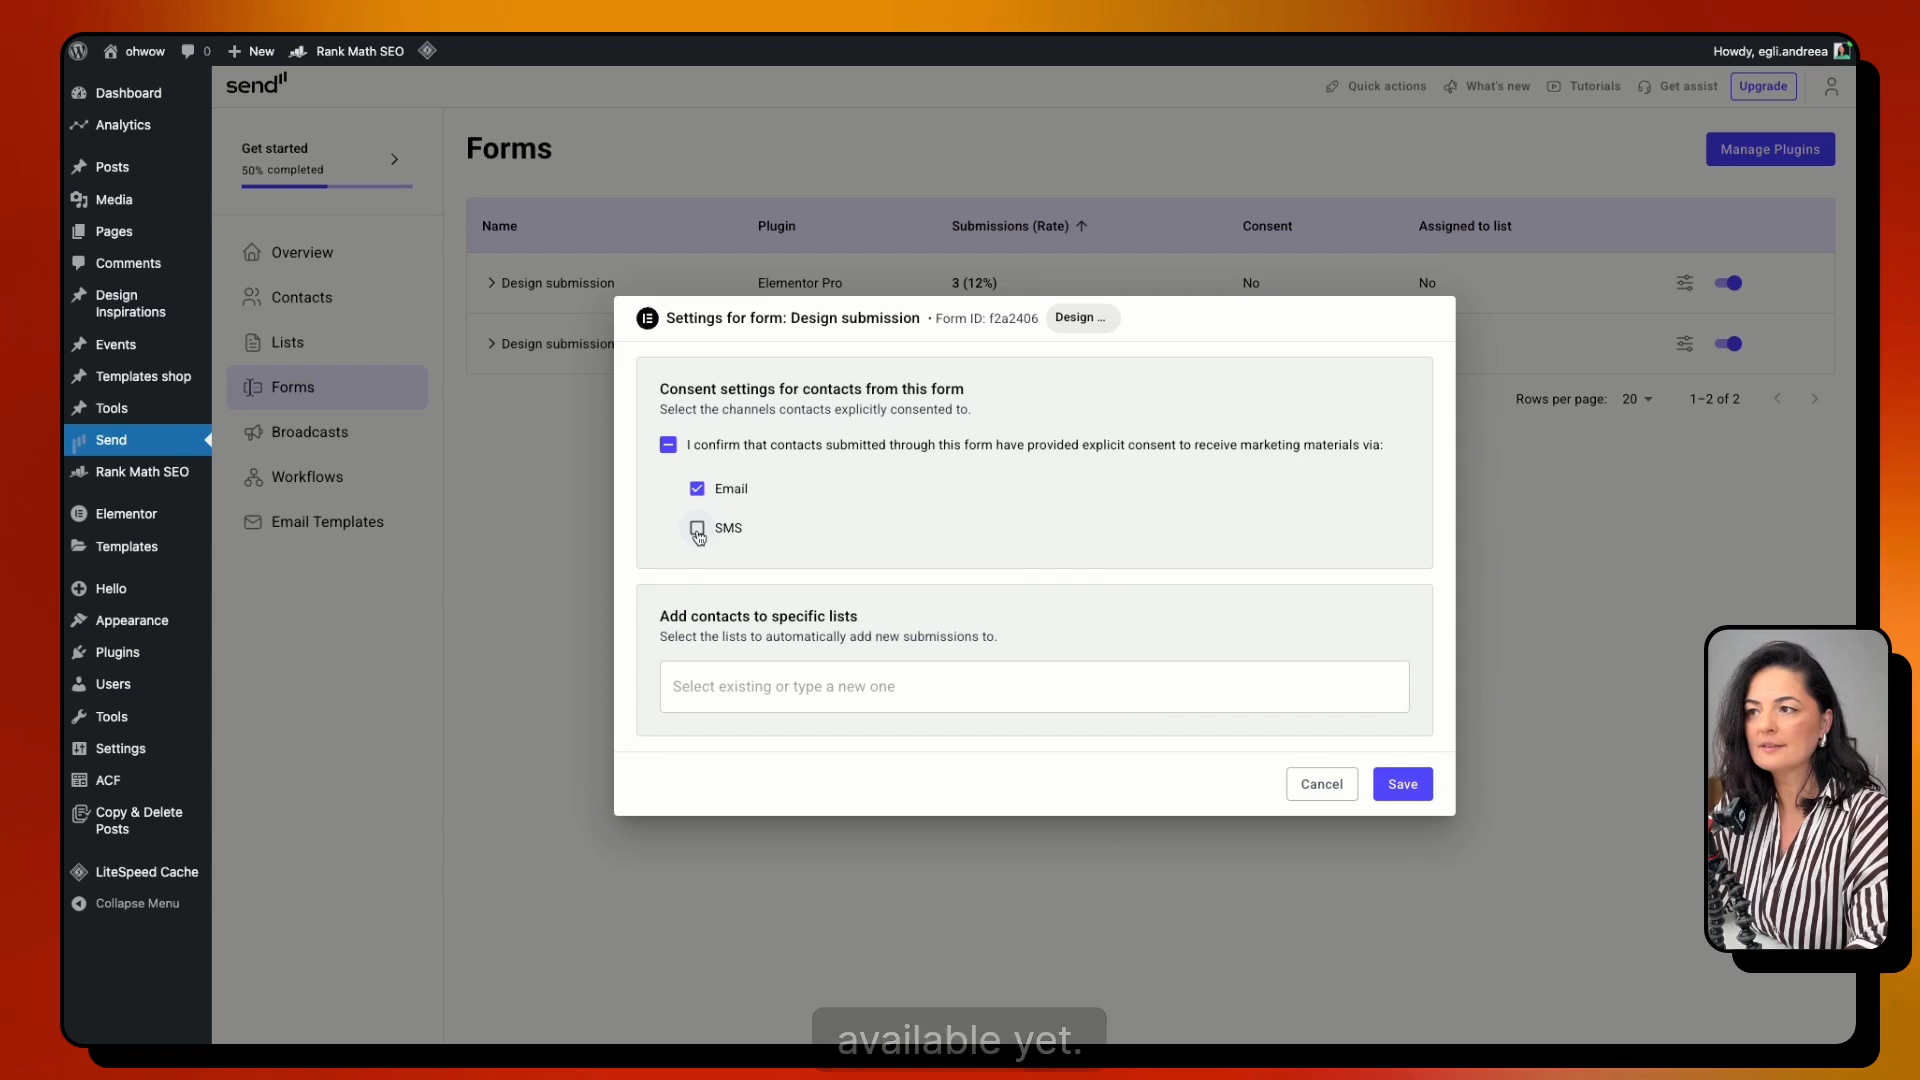 ohwow
0
New
Rank Math SEO
Howdy, egli.andreea
Dashboard
Analytics
Posts
Media
Pages
Comments
Design
Inspirations
Events
Templates shop
Tools
Send
Rank Math SEO
Elementor
Templates
Hello
Appearance
Plugins
Users
Tools
Settings
ACF
Copy & Delete
Posts
LiteSpeed Cache
Collapse Menu
send
Quick actions
What's new
Tutorials
Get assist
Upgrade
Get started
50% completed
Overview
Contacts
Lists
Forms
Broadcasts
Workflows
Email Templates
Forms
Manage Plugins
Name
Plugin
Submissions (Rate)
Consent
Assigned to list
Design submission
Elementor Pro
3 (12%)
No
No
Design submission
Rows per page: 20
1–2 of 2
Settings for form: Design submission
• Form ID: f2a2406
Design ...
Consent settings for contacts from this form
Select the channels contacts explicitly consented to.
I confirm that contacts submitted through this form have provided explicit consent to receive marketing materials via:
Email
SMS
Add contacts to specific lists
Select the lists to automatically add new submissions to.
Select existing or type a new one
Cancel
Save
available yet.